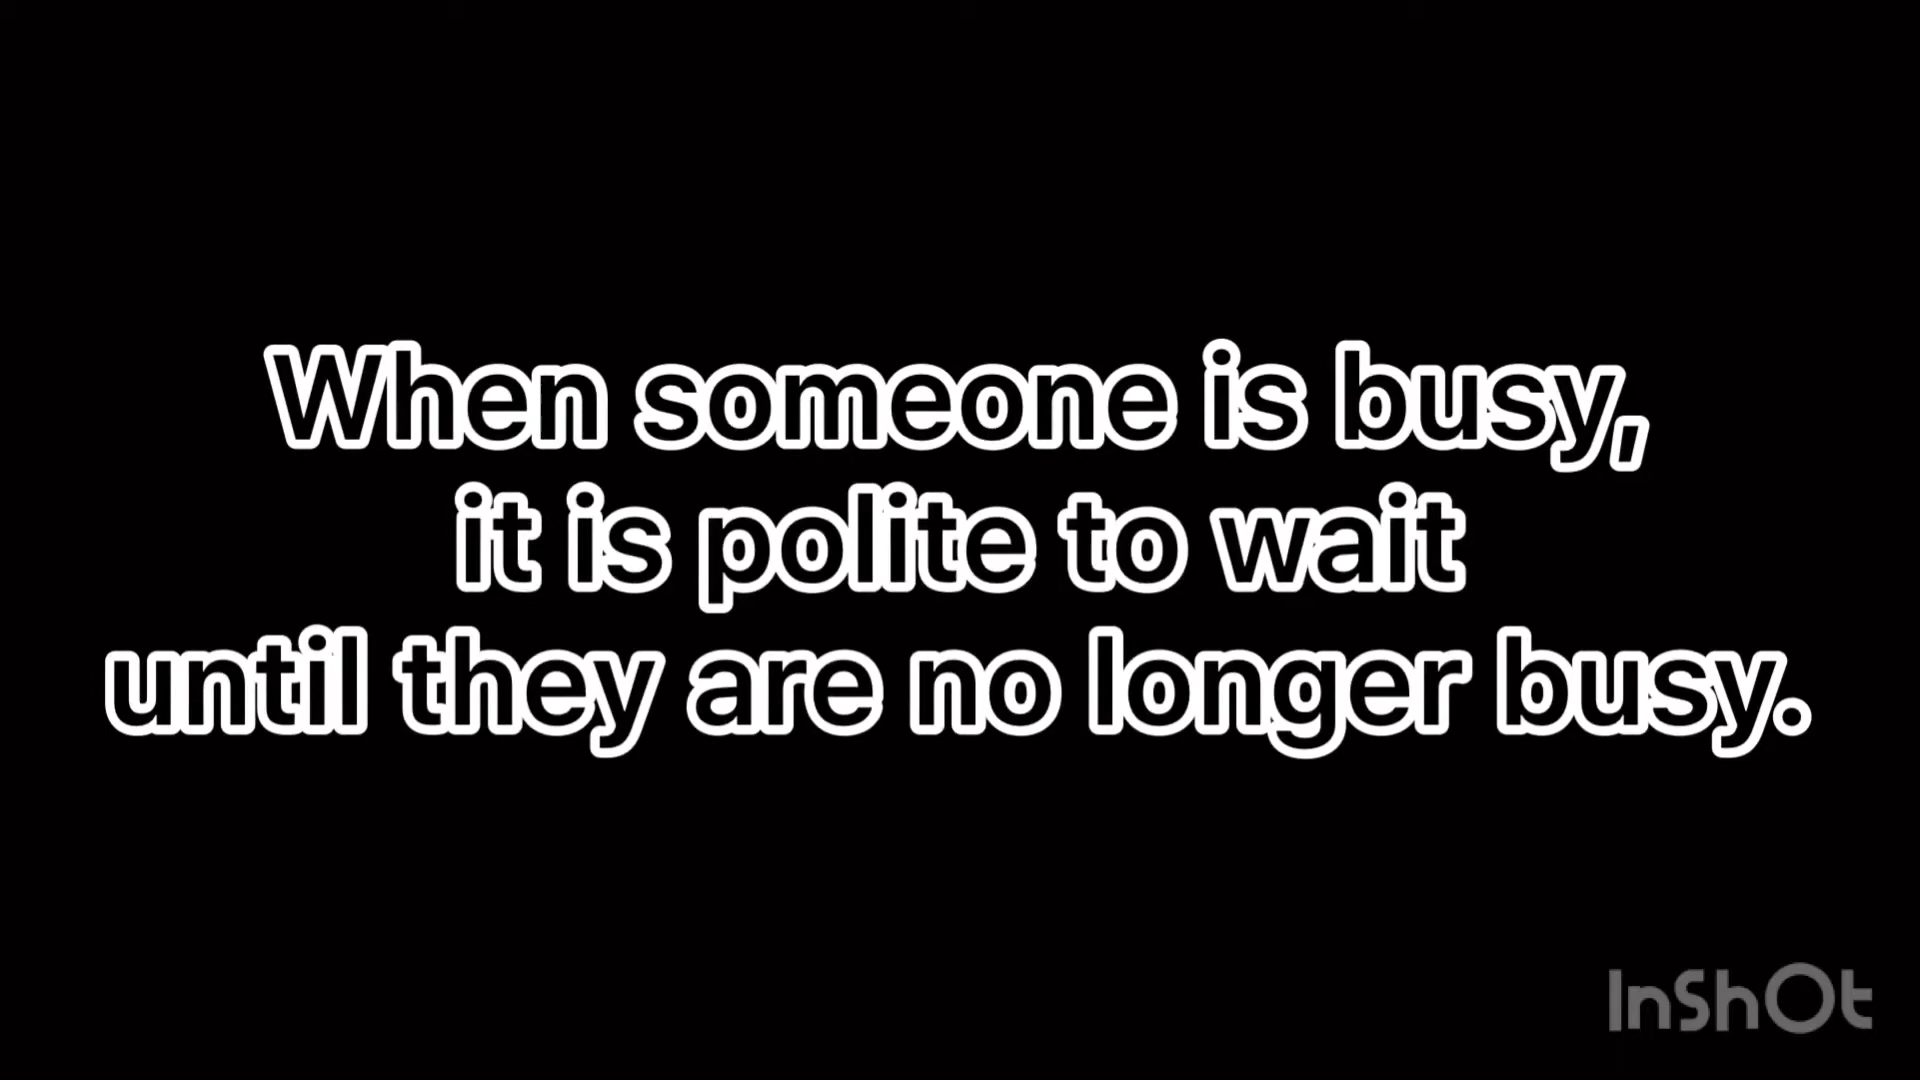 When someone is busy,
it is polite to wait
until they are no longer busy.
InShOt